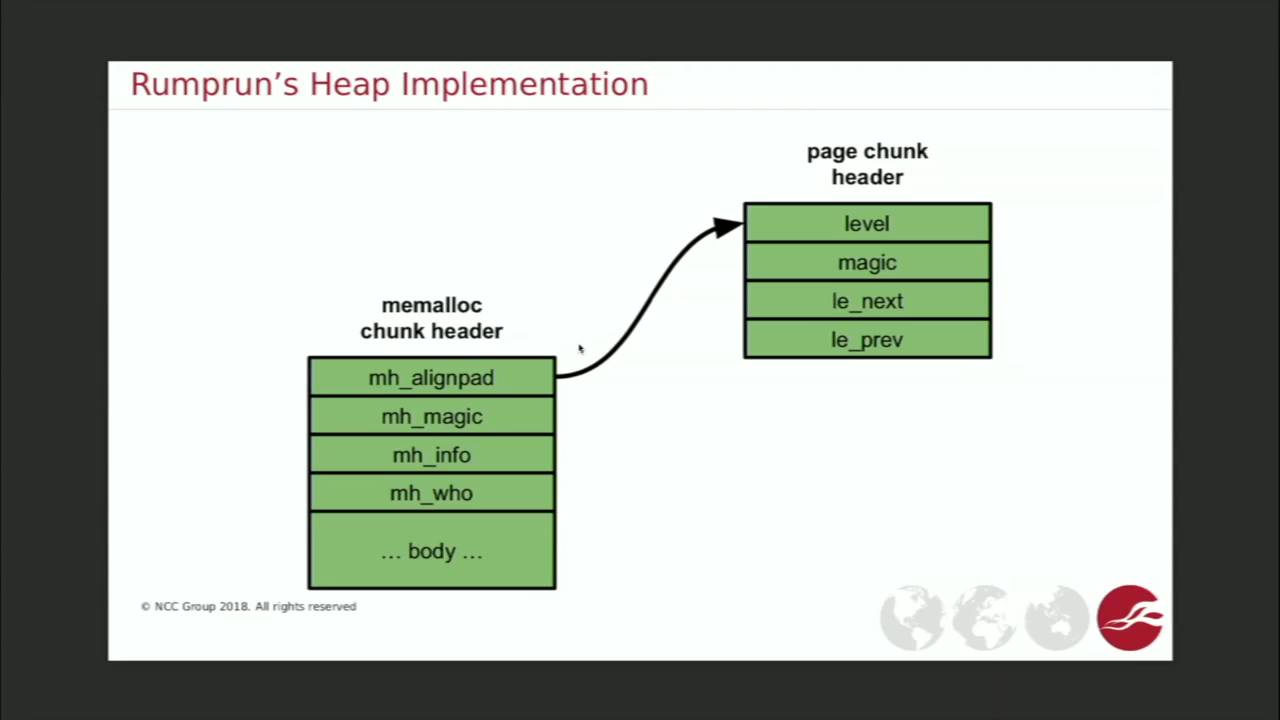 Rumprun’s Heap Implementation
page chunk
header
level
magic
le_next
le_prev
memalloc
chunk header
mh_alignpad
mh_magic
mh_info
mh_who
… body …
© NCC Group 2018. All rights reserved